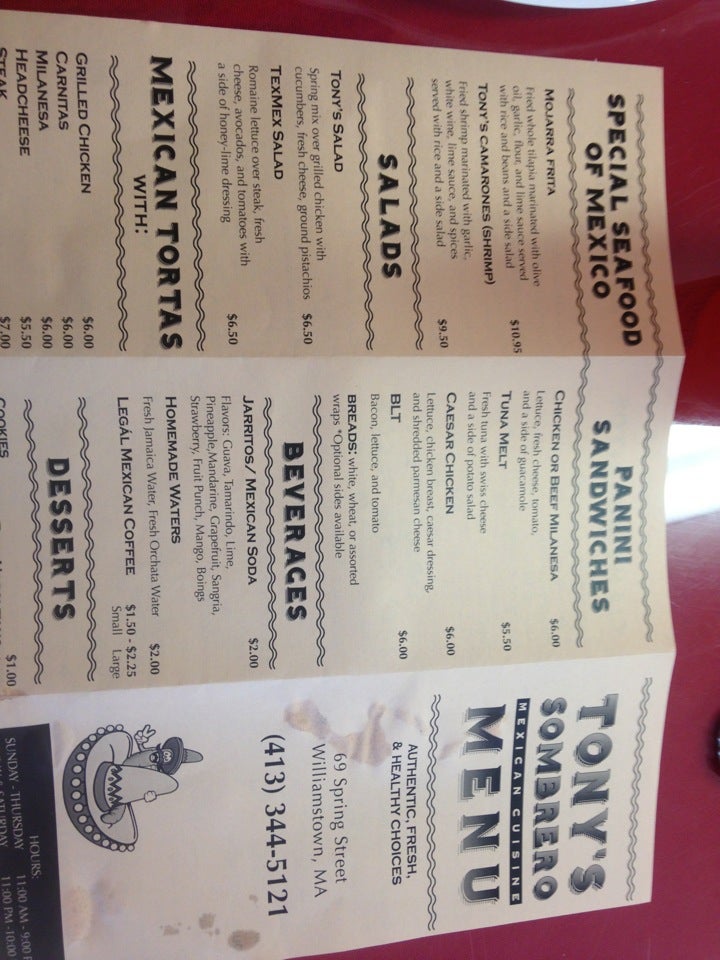 SPECIAL SEAFOOD
OF MEXICO
MOJARRA FRITA
Fried whole tilapia marinated with olive
oil, garlic, flour, and lime sauce served
with rice and beans and a side salad $10.95
TONY'S CAMARONES (SHRIMP)
Fried shrimp marinated with garlic,
white wine, lime sauce, and spices
served with rice and a side salad $9.50
SALADS
TONY'S SALAD
Spring mix over grilled chicken with
cucumbers, fresh cheese, ground pistachios $6.50
TEXMEX SALAD
Romaine lettuce over steak, fresh
cheese, avocados, and tomatoes with
a side of honey-lime dressing $6.50
MEXICAN TORTAS
WITH:
GRILLED CHICKEN $6.00
CARNITAS $6.00
MILANESA $6.00
HEADCHEESE $5.50
STEAK $7.00
PANINI
SANDWICHES
CHICKEN OR BEEF MILANESA $6.00
Lettuce, fresh cheese, tomato,
and a side of guacamole
TUNA MELT $5.50
Fresh tuna with swiss cheese
and a side of potato salad
CAESAR CHICKEN $6.00
Lettuce, chicken breast, caesar dressing,
and shredded parmesan cheese
BLT $6.00
Bacon, lettuce, and tomato
BREADS: white, wheat, or assorted
wraps *Optional sides available
BEVERAGES
JARRITOS/ MEXICAN SODA $2.00
Flavors: Guava, Tamarindo, Lime,
Pineapple,Mandarine, Grapefruit, Sangria,
Strawberry, Fruit Punch, Mango, Boings
HOMEMADE WATERS
Fresh Jamaica Water, Fresh Orchata Water $2.00
LEGÁL MEXICAN COFFEE $1.50 - $2.25
Small Large
DESSERTS
COOKIES $1.00
TONY'S
SOMBRERO
MEXICAN CUISINE
MENU
AUTHENTIC, FRESH,
& HEALTHY CHOICES
69 Spring Street
Williamstown, MA
(413) 344-5121
HOURS:
SUNDAY - THURSDAY 11:00 AM - 9:00
SATURDAY 11:00 PM -10:00